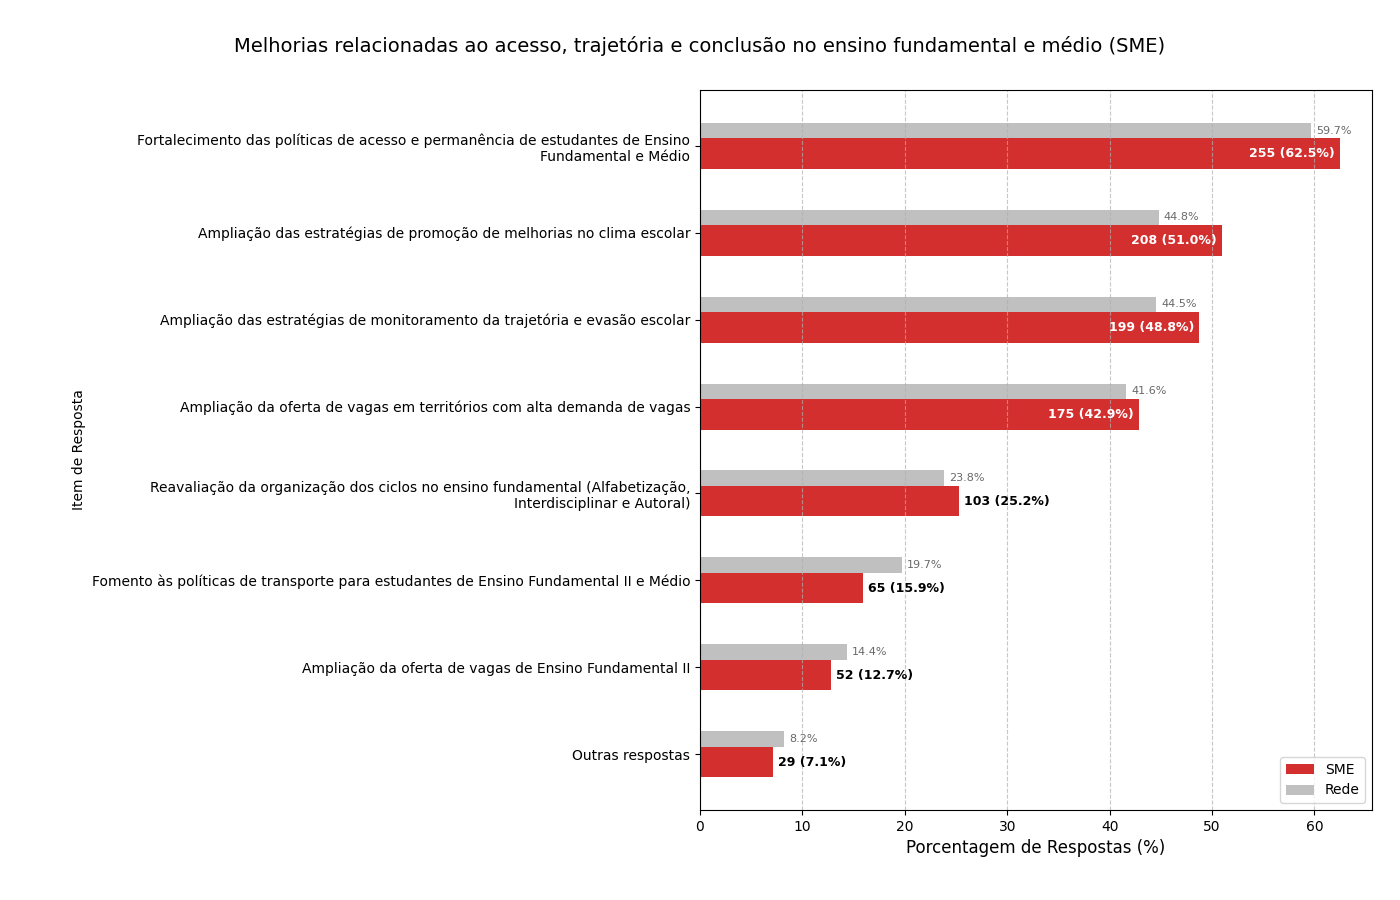 Melhorias relacionadas ao acesso, trajetória e conclusão no ensino fundamental e médio (SME)
Fortalecimento das políticas de acesso e permanência de estudantes de Ensino
Fundamental e Médio
59.7%
255 (62.5%)
Ampliação das estratégias de promoção de melhorias no clima escolar
44.8%
208 (51.0%)
Ampliação das estratégias de monitoramento da trajetória e evasão escolar
44.5%
199 (48.8%)
Ampliação da oferta de vagas em territórios com alta demanda de vagas
41.6%
175 (42.9%)
Reavaliação da organização dos ciclos no ensino fundamental (Alfabetização,
Interdisciplinar e Autoral)
23.8%
103 (25.2%)
Fomento às políticas de transporte para estudantes de Ensino Fundamental II e Médio
19.7%
65 (15.9%)
Ampliação da oferta de vagas de Ensino Fundamental II
14.4%
52 (12.7%)
Outras respostas
8.2%
29 (7.1%)
Item de Resposta
SME
Rede
0 10 20 30 40 50 60
Porcentagem de Respostas (%)